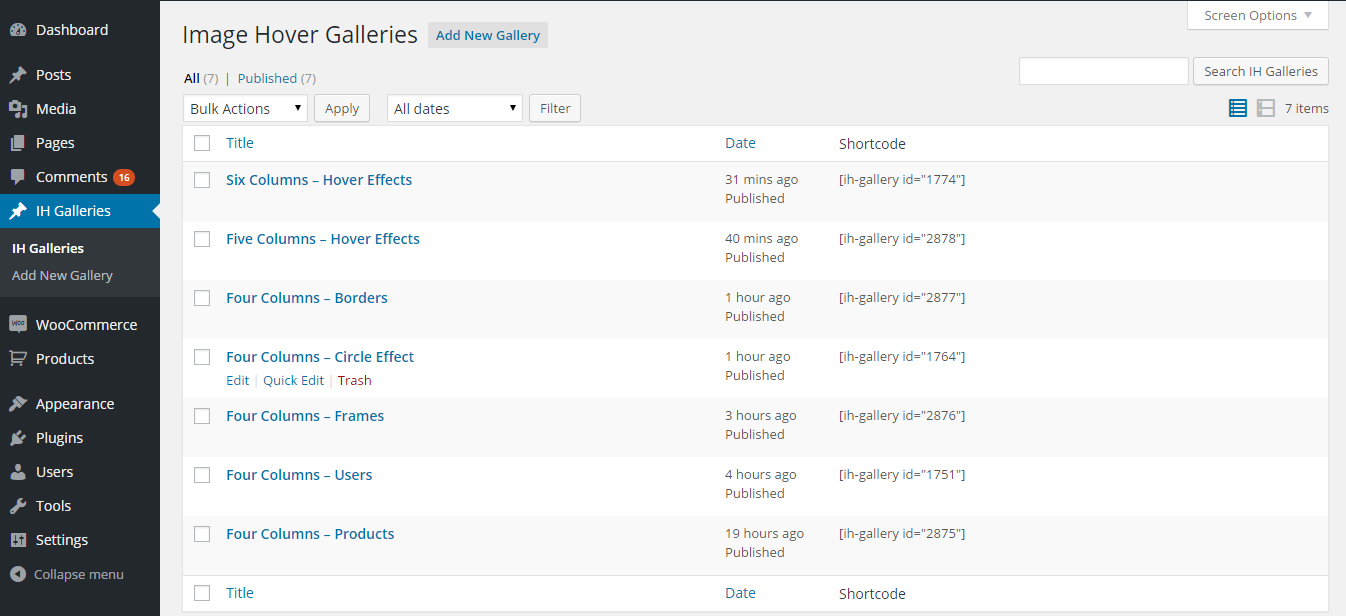 Dashboard
Posts
Media
Pages
Comments 16
IH Galleries
IH Galleries
Add New Gallery
WooCommerce
Products
Appearance
Plugins
Users
Tools
Settings
Collapse menu
Screen Options
Image Hover Galleries Add New Gallery
All (7) | Published (7)
Search IH Galleries
Bulk Actions Apply All dates Filter 7 items
Title Date Shortcode
Six Columns – Hover Effects 31 mins ago [ih-gallery id="1774"]
Published
Five Columns – Hover Effects 40 mins ago [ih-gallery id="2878"]
Published
Four Columns – Borders 1 hour ago [ih-gallery id="2877"]
Published
Four Columns – Circle Effect 1 hour ago [ih-gallery id="1764"]
Edit | Quick Edit | Trash Published
Four Columns – Frames 3 hours ago [ih-gallery id="2876"]
Published
Four Columns – Users 4 hours ago [ih-gallery id="1751"]
Published
Four Columns – Products 19 hours ago [ih-gallery id="2875"]
Published
Title Date Shortcode